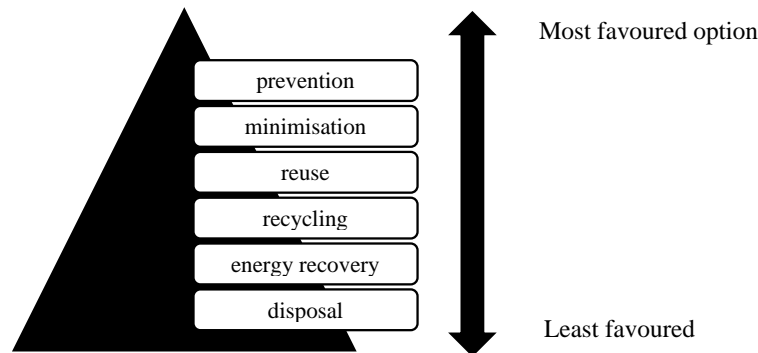 Most favoured option
prevention
minimisation
reuse
recycling
energy recovery
disposal
Least favoured